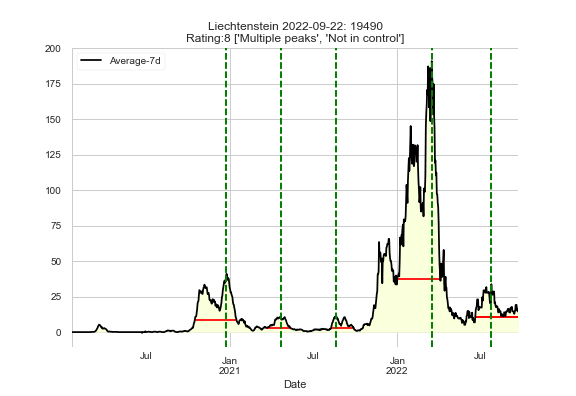 Liechtenstein 2022-09-22: 19490
Rating:8 ['Multiple peaks', 'Not in control']
Average-7d
200
175
150
125
100
75
50
25
0
Jul
Jan
2021
Jul
Jan
2022
Jul
Date